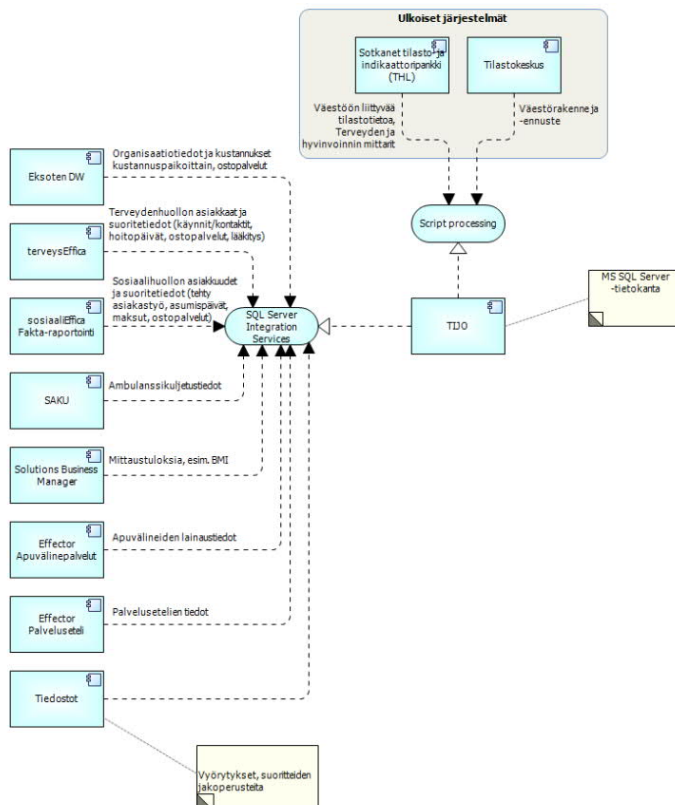 Ulkoiset järjestelmät
Sotkanet tilasto- ja
indikaattoripankki
(THL)
Tilastokeskus
Väestöön liittyvää
tilastotietoa,
Terveyden ja
hyvinvoinnin mittarit
Väestörakenne ja
-ennuste
Eksoten DW
Organisaatiotiedot ja kustannukset
kustannuspaikoittain, ostopalvelut
Script processing
terveysEffica
Terveydenhuollon asiakkaat ja
suoritetiedot (käynnit/kontaktit,
hoitopäivät, ostopalvelut, lääkitys)
MS SQL Server
-tietokanta
sosiaaliEffica
Fakta-raportointi
Sosiaalihuollon asiakkuudet
ja suoritetiedot (tehty
asiakastyö, asumispäivät,
maksut, ostopalvelut)
SQL Server
Integration
Services
TIJO
SAKU
Ambulanssikuljetustiedot
Solutions Business
Manager
Mittaustuloksia, esim. BMI
Effector
Apuvälinepalvelut
Apuvälineiden lainaustiedot
Effector
Palveluseteli
Palvelusetelien tiedot
Tiedostot
Vyörytykset, suoritteiden
jakoperusteita